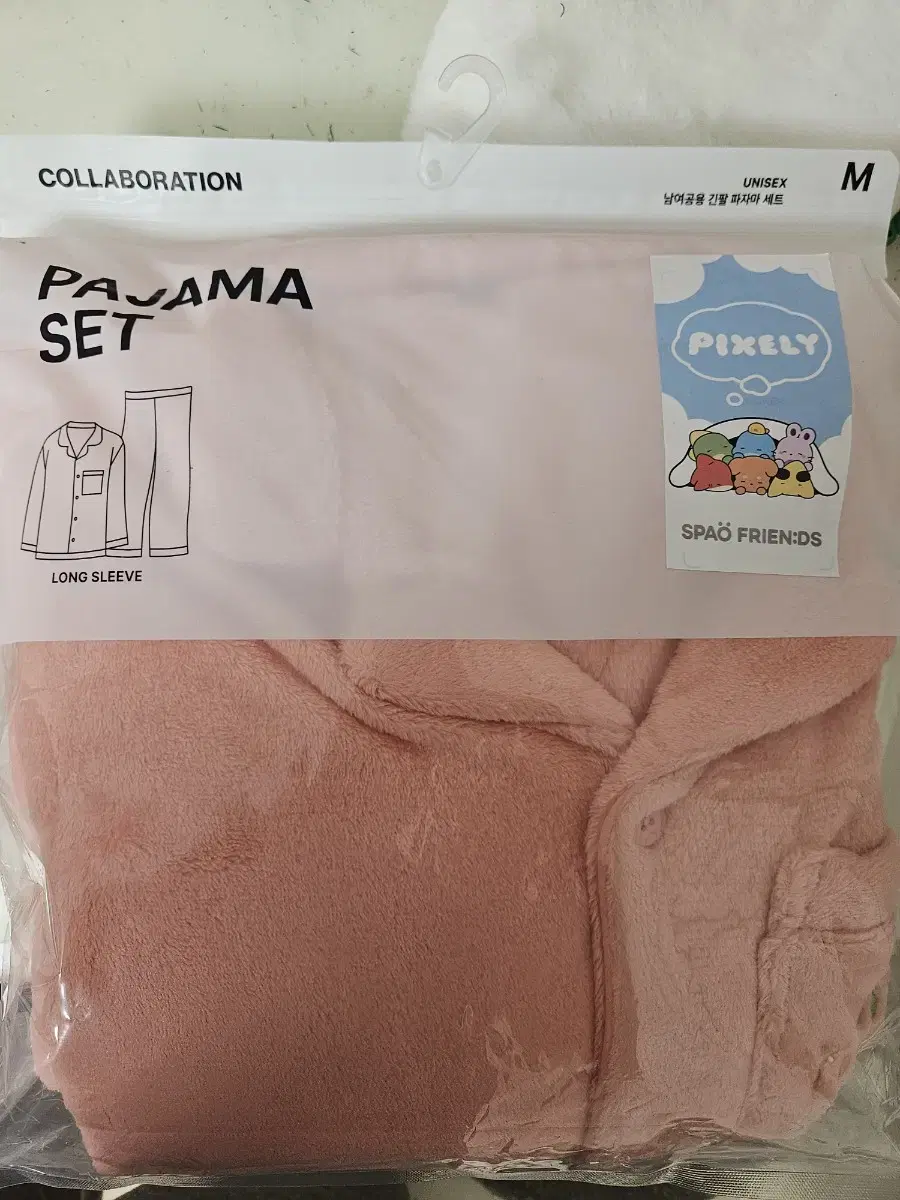 COLLABORATION
UNISEX
남여공용 긴팔 파자마 세트
M
PAJAMA
SET
LONG SLEEVE
PIXELY
SPAÖ FRIEN:DS